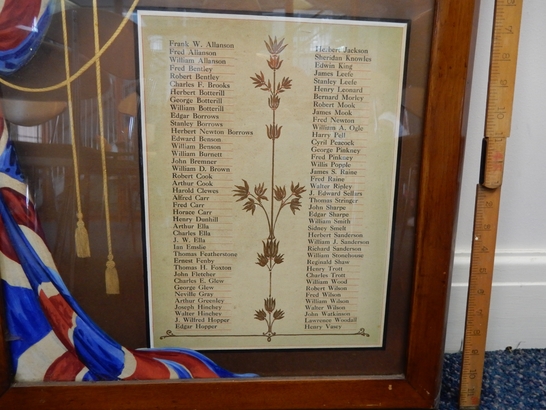 Frank W. Allanson
Fred Allanson
William Allanson
Fred Bentley
Robert Bentley
Charles F. Brooks
Herbert Botterill
George Botterill
William Botterill
Edgar Borrows
Stanley Borrows
Herbert Newton Borrows
Edward Benson
William Benson
William Burnett
John Bremner
William D. Brown
Robert Cook
Arthur Cook
Harold Clewes
Alfred Carr
Fred Carr
Horace Carr
Henry Dunhill
Arthur Ella
Charles Ella
J. W. Ella
Ian Emslie
Thomas Featherstone
Ernest Fenby
Thomas H. Foxton
John Fletcher
Charles E. Glew
George Glew
Neville Gray
Arthur Greenley
Joseph Hinchey
Walter Hinchey
J. Wilfred Hopper
Edgar Hopper
Herbert Jackson
Sheridan Knowles
Edwin King
James Leefe
Stanley Leefe
Henry Leonard
Bernard Morley
Robert Mook
James Mook
Fred Newton
William A. Ogle
Harry Pell
Cyril Peacock
George Pinkney
Fred Pinkney
Willis Popple
James S. Raine
Fred Raine
Walter Ripley
J. Edward Sellars
Thomas Stringer
John Sharpe
Edgar Sharpe
William Smith
Sidney Soult
Herbert Sanderson
William J. Sanderson
Richard Sanderson
William Stonehouse
Reginald Shaw
Henry Trott
Charles Trott
William Wood
Robert Wilson
Fred Wilson
William Wilson
Walter Wilson
John Watkinson
Lawrence Woodall
Henry Vasey